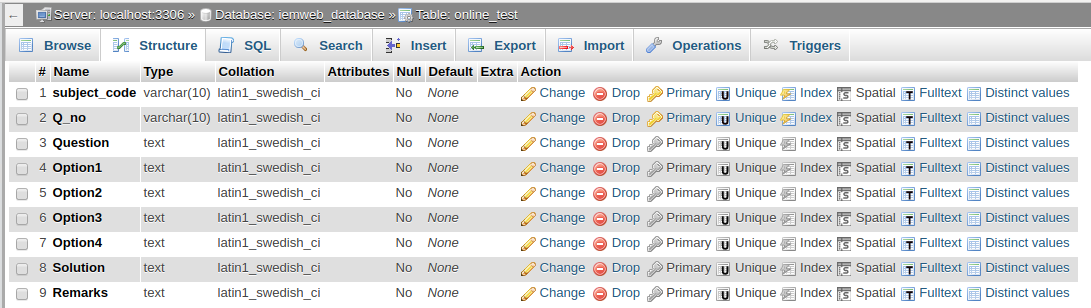 Server: localhost:3306 » Database: iemweb_database » Table: online_test
Browse Structure SQL Search Insert Export Import Operations Triggers
# Name Type Collation Attributes Null Default Extra Action
1 subject_code varchar(10) latin1_swedish_ci No None Change Drop Primary Unique Index Spatial Fulltext Distinct values
2 Q_no varchar(10) latin1_swedish_ci No None Change Drop Primary Unique Index Spatial Fulltext Distinct values
3 Question text latin1_swedish_ci No None Change Drop Primary Unique Index Spatial Fulltext Distinct values
4 Option1 text latin1_swedish_ci No None Change Drop Primary Unique Index Spatial Fulltext Distinct values
5 Option2 text latin1_swedish_ci No None Change Drop Primary Unique Index Spatial Fulltext Distinct values
6 Option3 text latin1_swedish_ci No None Change Drop Primary Unique Index Spatial Fulltext Distinct values
7 Option4 text latin1_swedish_ci No None Change Drop Primary Unique Index Spatial Fulltext Distinct values
8 Solution text latin1_swedish_ci No None Change Drop Primary Unique Index Spatial Fulltext Distinct values
9 Remarks text latin1_swedish_ci No None Change Drop Primary Unique Index Spatial Fulltext Distinct values